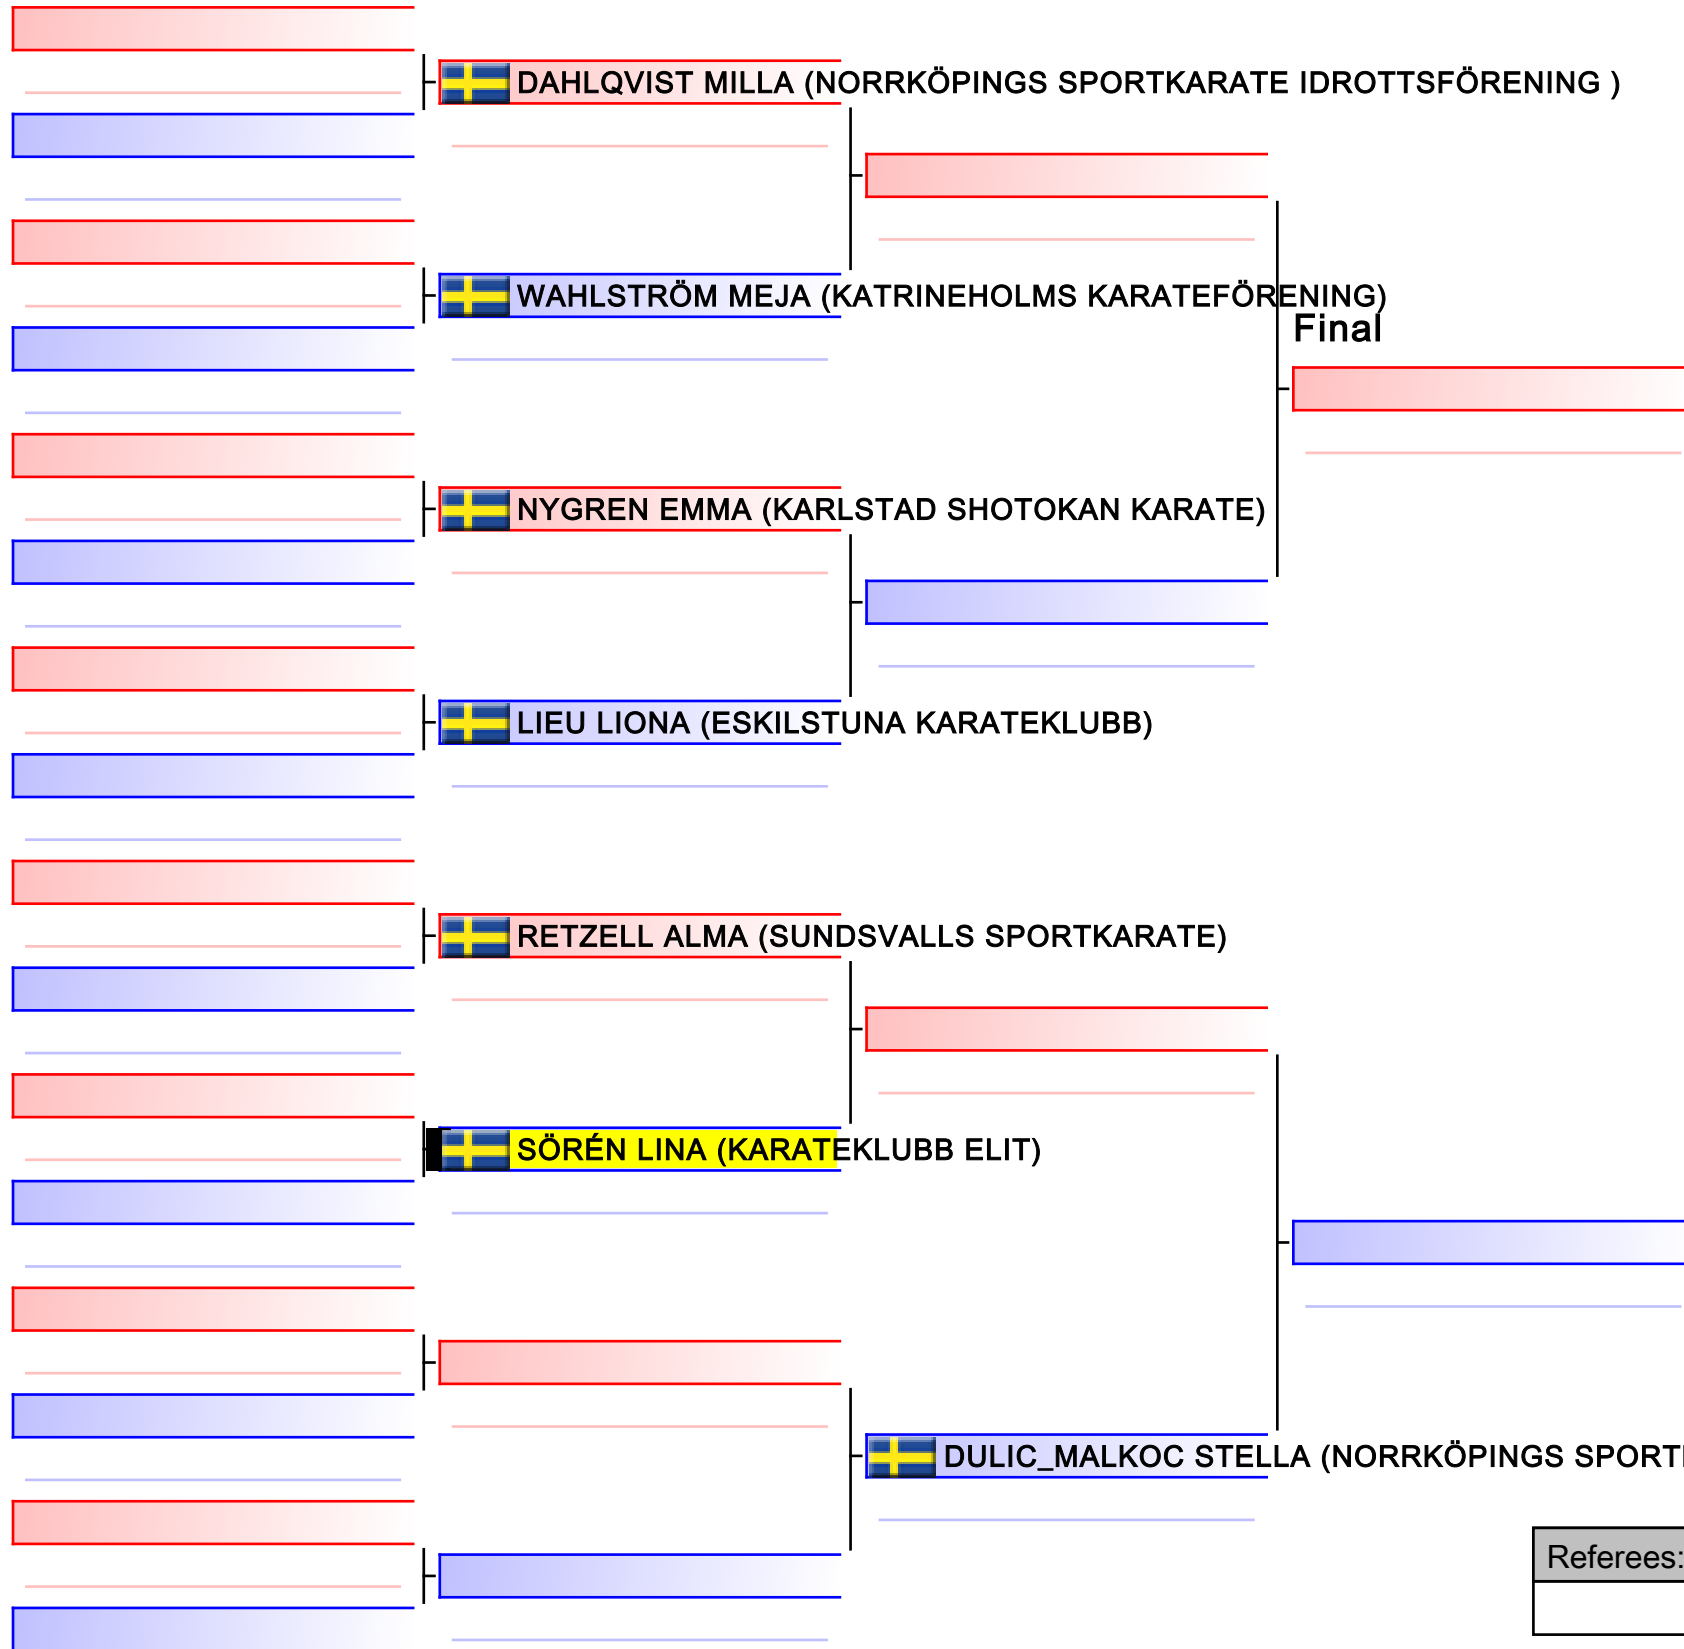 DAHLQVIST MILLA (NORRKÖPINGS SPORTKARATE IDROTTSFÖRENING )
WAHLSTRÖM MEJA (KATRINEHOLMS KARATEFÖRENING)
Final
NYGREN EMMA (KARLSTAD SHOTOKAN KARATE)
LIEU LIONA (ESKILSTUNA KARATEKLUBB)
RETZELL ALMA (SUNDSVALLS SPORTKARATE)
SÖRÉN LINA (KARATEKLUBB ELIT)
DULIC_MALKOC STELLA (NORRKÖPINGS SPORT
Referees: